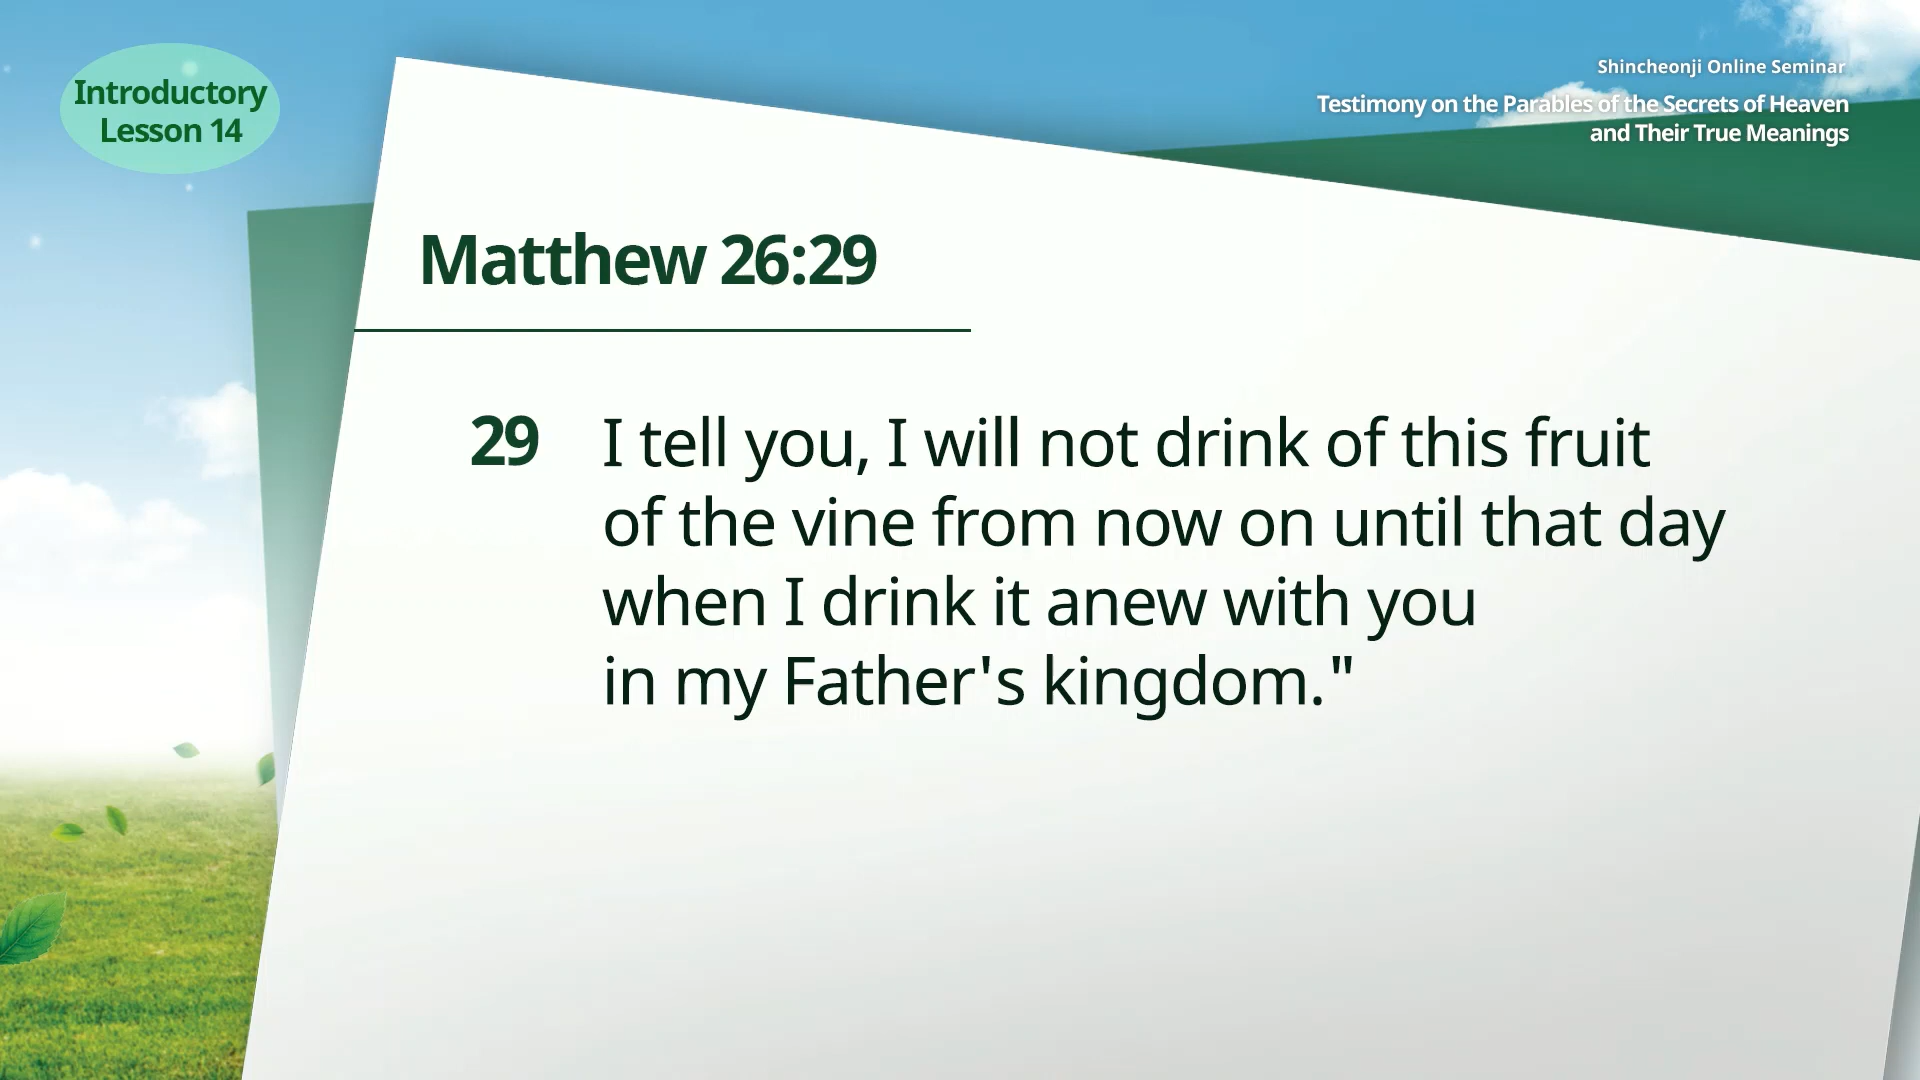 Introductory
Lesson 14
Shincheonji Online Seminar
Testimony on the Parables of the Secrets of Heaven
and Their True Meanings
Matthew 26:29
29 I tell you, I will not drink of this fruit
of the vine from now on until that day
when I drink it anew with you
in my Father's kingdom."